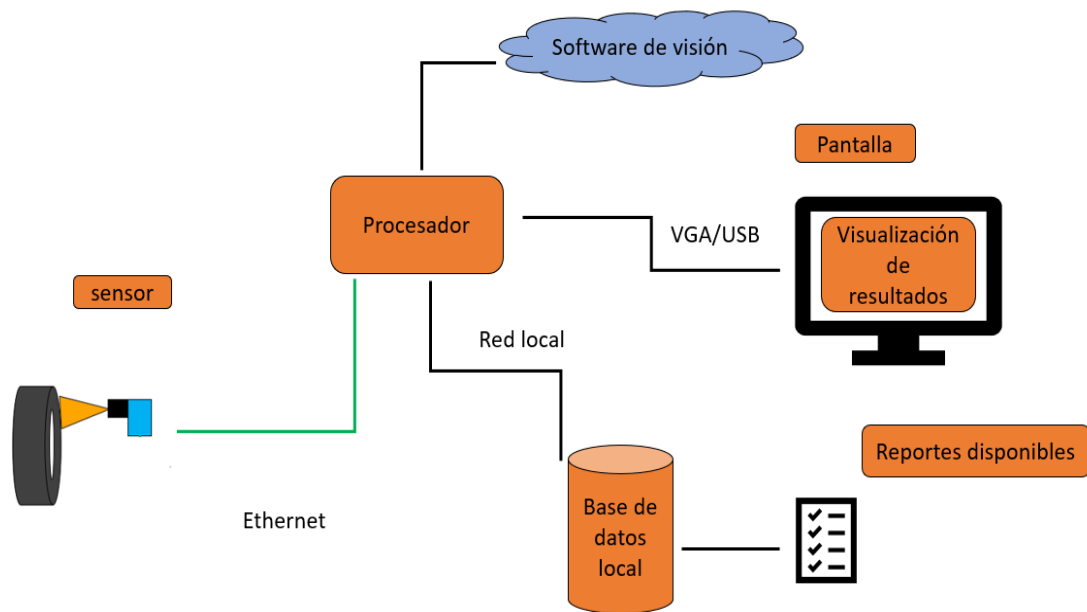 Software de visión
Pantalla
Procesador
VGA/USB
Visualización
de
resultados
sensor
Red local
Reportes disponibles
Ethernet
Base de
datos
local